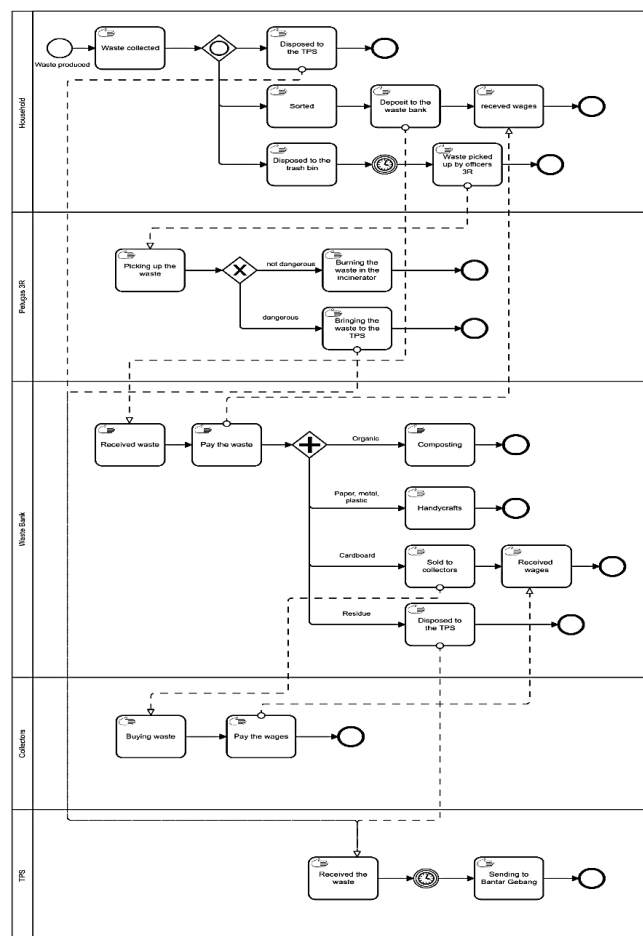 Household
Waste produced
Waste collected
Disposed to
the TPS
Sorted
Deposit to the
waste bank
receved wages
Disposed to the
trash bin
Waste picked
up by officers
3R
Petugas 3R
Picking up the
waste
not dangerous
Burning the
waste in the
incinerator
dangerous
Bringing the
waste to the
TPS
Waste Bank
Received waste
Pay the waste
Organic
Composting
Paper, metal,
plastic
Handycrafts
Cardboard
Sold to
collectors
Received
wages
Residue
Disposed to
the TPS
Collectors
Buying waste
Pay the wages
TPS
Received the
waste
Sending to
Bantar Gebang